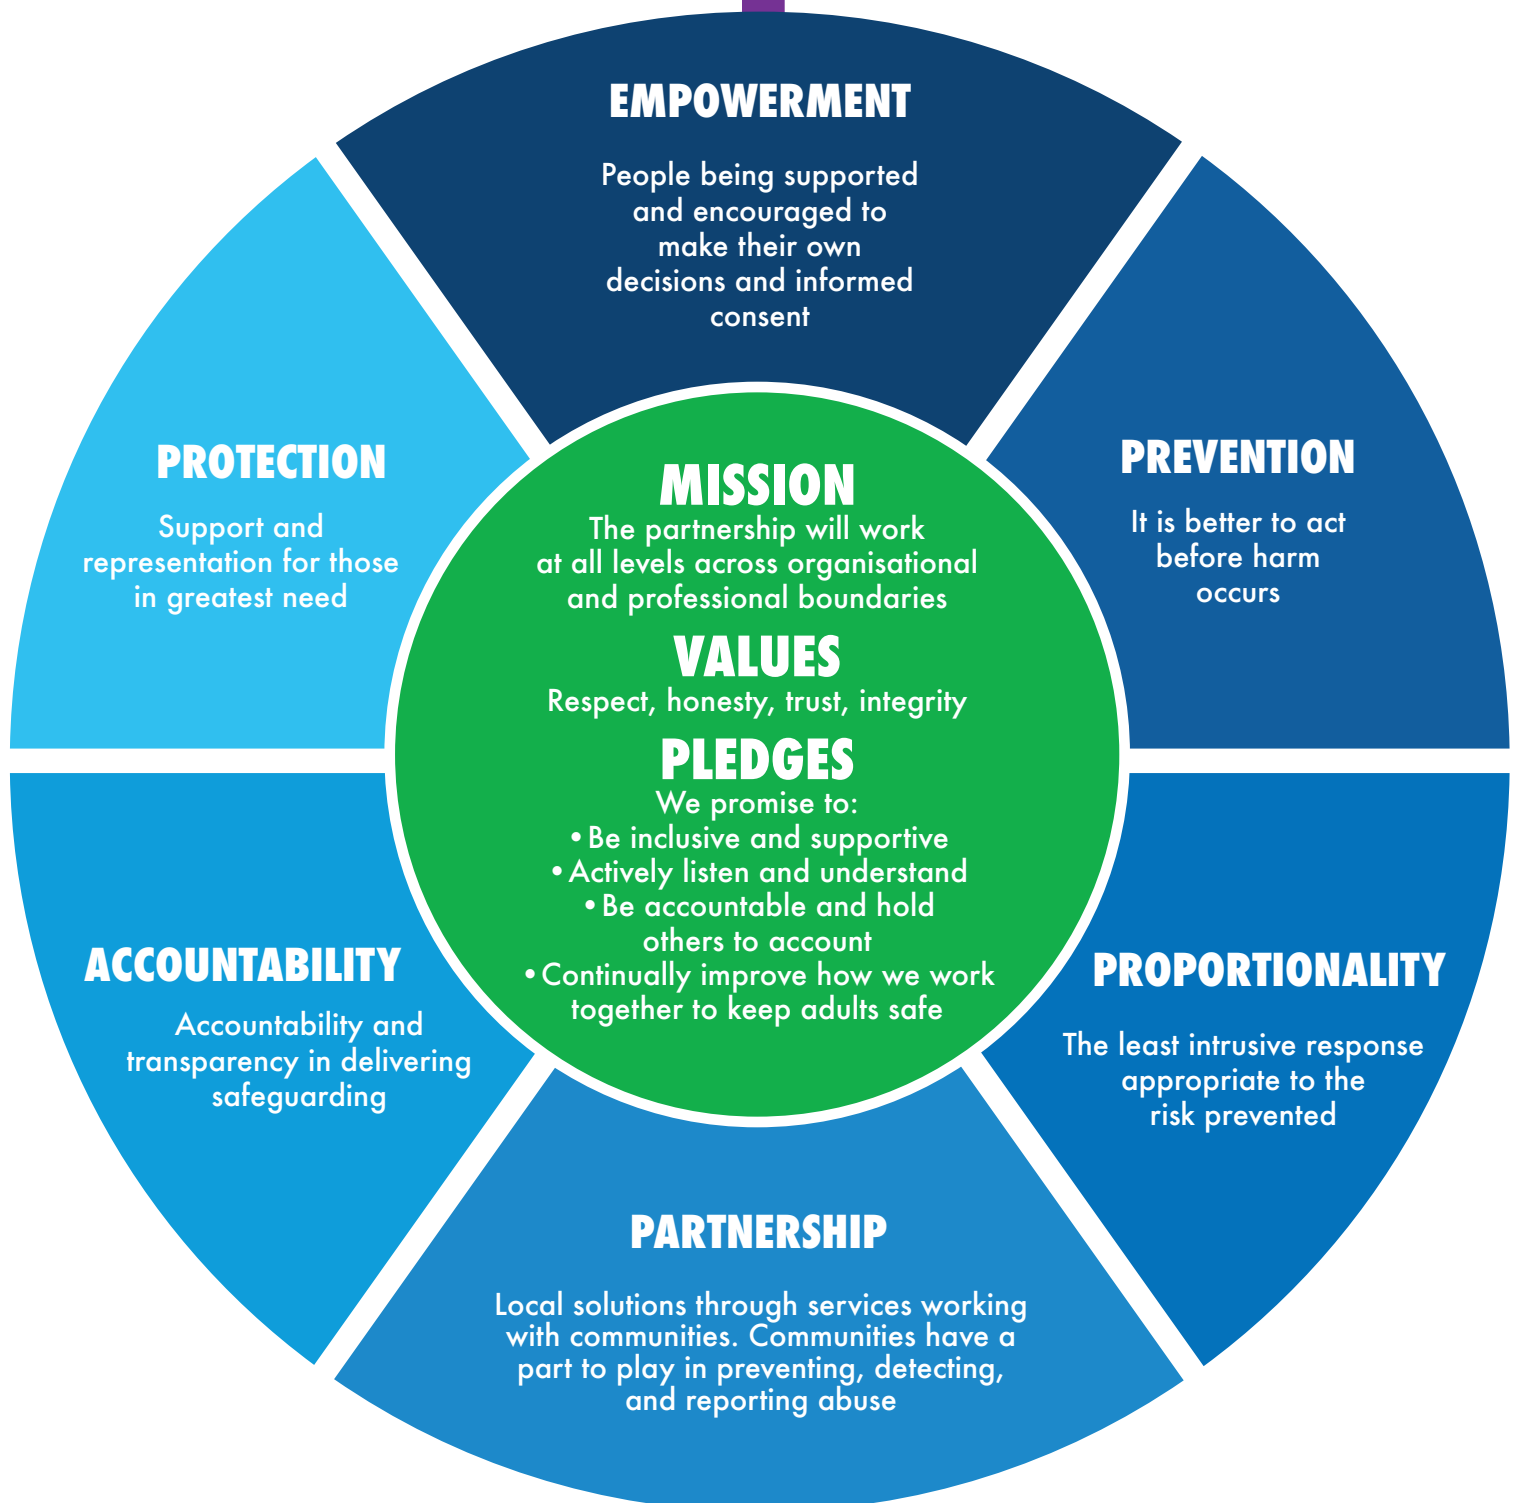 EMPOWERMENT
People being supported
and encouraged to
make their own
decisions and informed
consent
PREVENTION
It is better to act
before harm
occurs
PROPORTIONALITY
The least intrusive response
appropriate to the
risk prevented
PARTNERSHIP
Local solutions through services working
with communities. Communities have a
part to play in preventing, detecting,
and reporting abuse
ACCOUNTABILITY
Accountability and
transparency in delivering
safeguarding
PROTECTION
Support and
representation for those
in greatest need
MISSION
The partnership will work
at all levels across organisational
and professional boundaries
VALUES
Respect, honesty, trust, integrity
PLEDGES
We promise to:
•Be inclusive and supportive
•Actively listen and understand
•Be accountable and hold
others to account
•Continually improve how we work
together to keep adults safe